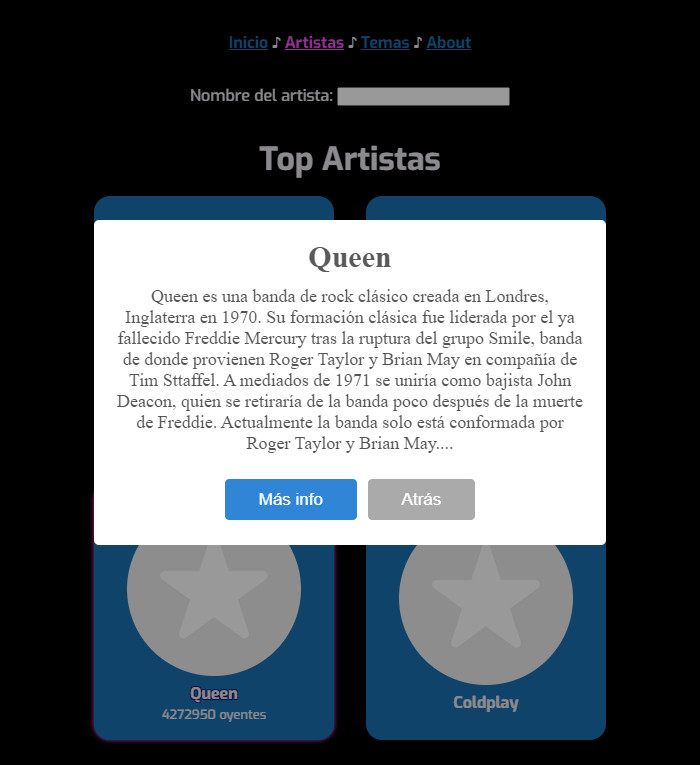 Inicio ♪ Artistas ♪ Temas ♪ About
Nombre del artista:
Top Artistas
Queen
Queen es una banda de rock clásico creada en Londres,
Inglaterra en 1970. Su formación clásica fue liderada por el ya
fallecido Freddie Mercury tras la ruptura del grupo Smile, banda
de donde provienen Roger Taylor y Brian May en compañía de
Tim Sttaffel. A mediados de 1971 se uniría como bajista John
Deacon, quien se retiraría de la banda poco después de la muerte
de Freddie. Actualmente la banda solo está conformada por
Roger Taylor y Brian May....
Más info
Atrás
Queen
4272950 oyentes
Coldplay